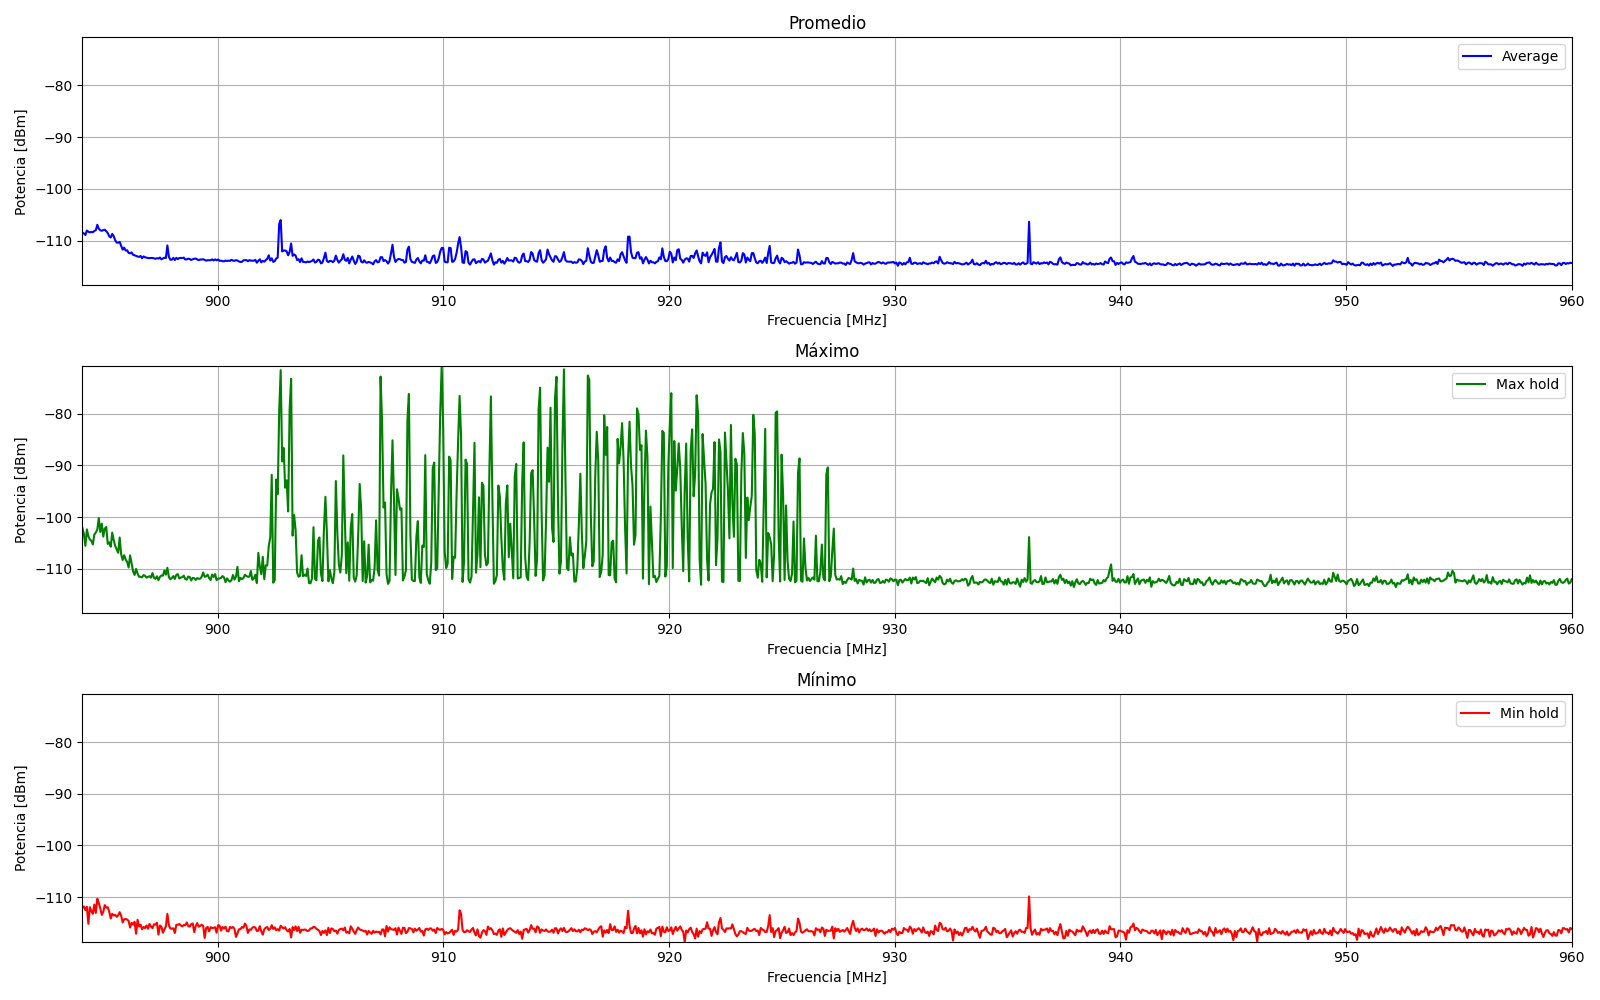 Promedio
Average
−80
−90
−100
−110
Potencia [dBm]
900
910
920
930
940
950
960
Frecuencia [MHz]
Máximo
Max hold
−80
−90
−100
−110
Potencia [dBm]
900
910
920
930
940
950
960
Frecuencia [MHz]
Mínimo
Min hold
−80
−90
−100
−110
Potencia [dBm]
900
910
920
930
940
950
960
Frecuencia [MHz]